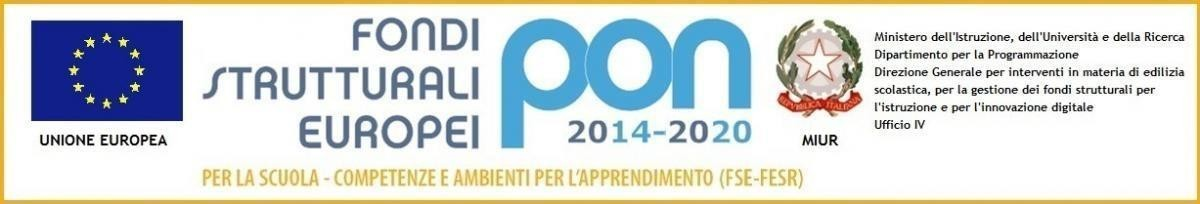 UNIONE EUROPEA
FONDI
STRUTTURALI
EUROPEI
pon
2014-2020
PER LA SCUOLA - COMPETENZE E AMBIENTI PER L'APPRENDIMENTO (FSE-FESR)
REPVBBLICA ITALIANA
MIUR
Ministero dell'Istruzione, dell'Università e della Ricerca
Dipartimento per la Programmazione
Direzione Generale per interventi in materia di edilizia
scolastica, per la gestione dei fondi strutturali per
l'istruzione e per l'innovazione digitale
Ufficio IV